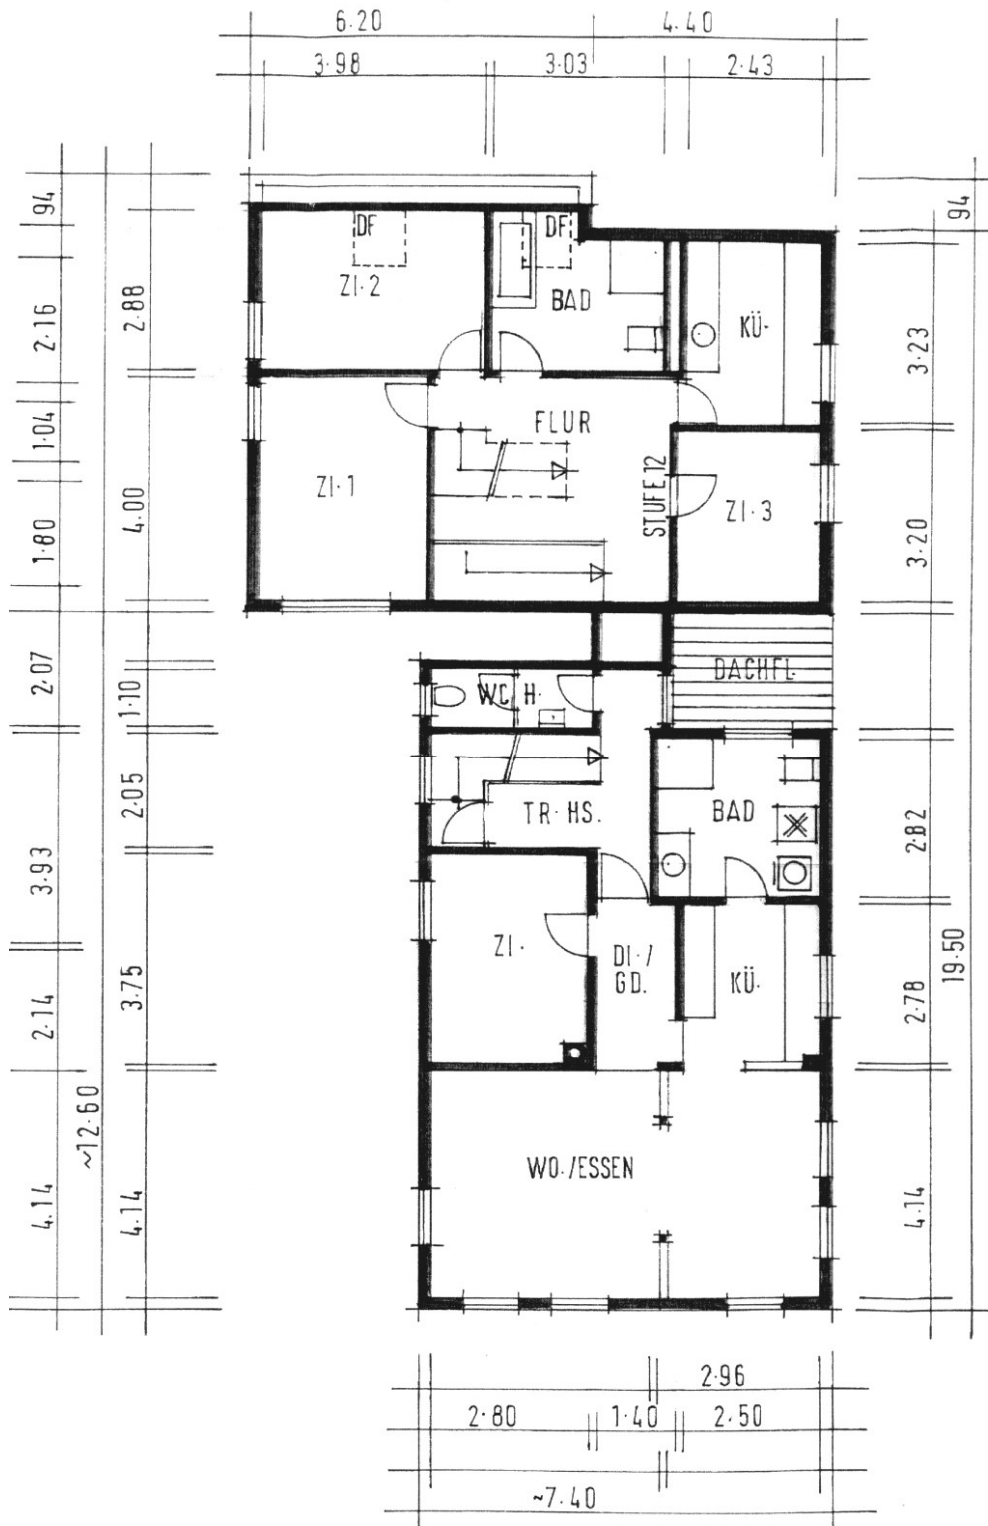 6.20 4.40
3.98 3.03 2.43
94
2.16
1.04
1.80
2.07
3.93
2.14
4.14
~12.60
2.88
4.00
1.10
2.05
3.75
4.14
DF DF
ZI.2
BAD
KÜ.
FLUR
ZI.1
STUFE 12
ZI.3
DACHFL.
WC H.
TR.HS.
BAD
ZI.
DI./
GD.
KÜ.
WO./ESSEN
94
3.23
3.20
2.82
2.78
4.14
19.50
2.96
2.80 1.40 2.50
~7.40